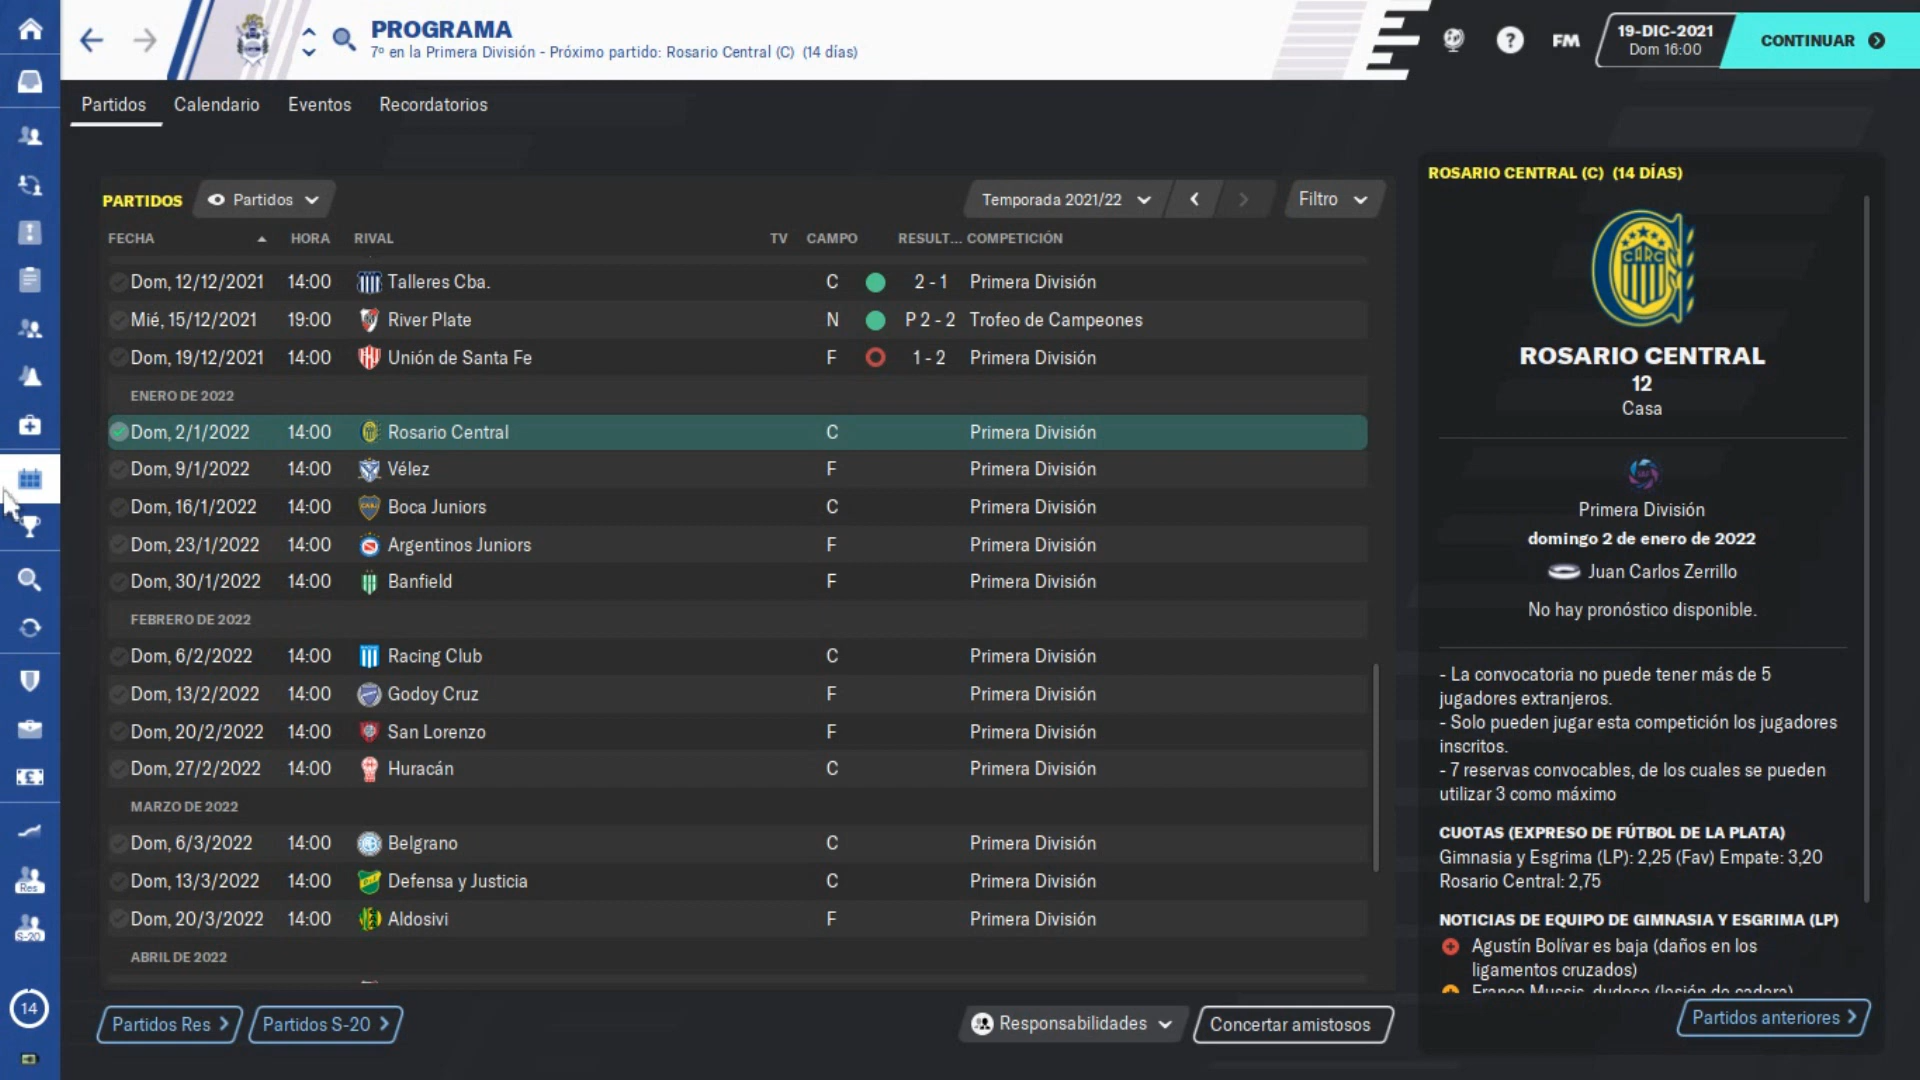 PROGRAMA
7º en la Primera División - Próximo partido: Rosario Central (C) (14 días)
FM
19-DIC-2021
Dom 16:00
CONTINUAR
Partidos Calendario Eventos Recordatorios
PARTIDOS Partidos Temporada 2021/22 Filtro
FECHA HORA RIVAL TV CAMPO RESULT... COMPETICIÓN
Dom, 12/12/2021 14:00 Talleres Cba. C 2 - 1 Primera División
Mié, 15/12/2021 19:00 River Plate N P 2 - 2 Trofeo de Campeones
Dom, 19/12/2021 14:00 Unión de Santa Fe F 1 - 2 Primera División
ENERO DE 2022
Dom, 2/1/2022 14:00 Rosario Central C Primera División
Dom, 9/1/2022 14:00 Vélez F Primera División
Dom, 16/1/2022 14:00 Boca Juniors C Primera División
Dom, 23/1/2022 14:00 Argentinos Juniors F Primera División
Dom, 30/1/2022 14:00 Banfield F Primera División
FEBRERO DE 2022
Dom, 6/2/2022 14:00 Racing Club C Primera División
Dom, 13/2/2022 14:00 Godoy Cruz F Primera División
Dom, 20/2/2022 14:00 San Lorenzo F Primera División
Dom, 27/2/2022 14:00 Huracán C Primera División
MARZO DE 2022
Dom, 6/3/2022 14:00 Belgrano C Primera División
Dom, 13/3/2022 14:00 Defensa y Justicia C Primera División
Dom, 20/3/2022 14:00 Aldosivi F Primera División
ABRIL DE 2022
Partidos Res Partidos S-20 Responsabilidades Concertar amistosos
ROSARIO CENTRAL (C) (14 DÍAS)
CARC
ROSARIO CENTRAL
12
Casa
Primera División
domingo 2 de enero de 2022
Juan Carlos Zerrillo
No hay pronóstico disponible.
- La convocatoria no puede tener más de 5
jugadores extranjeros.
- Solo pueden jugar esta competición los jugadores
inscritos.
- 7 reservas convocables, de los cuales se pueden
utilizar 3 como máximo
CUOTAS (EXPRESO DE FÚTBOL DE LA PLATA)
Gimnasia y Esgrima (LP): 2,25 (Fav) Empate: 3,20
Rosario Central: 2,75
NOTICIAS DE EQUIPO DE GIMNASIA Y ESGRIMA (LP)
Agustín Bolívar es baja (daños en los
ligamentos cruzados)
Franco Mussis, dudoso (lesión de cadera)
Partidos anteriores
Res
S-20
14